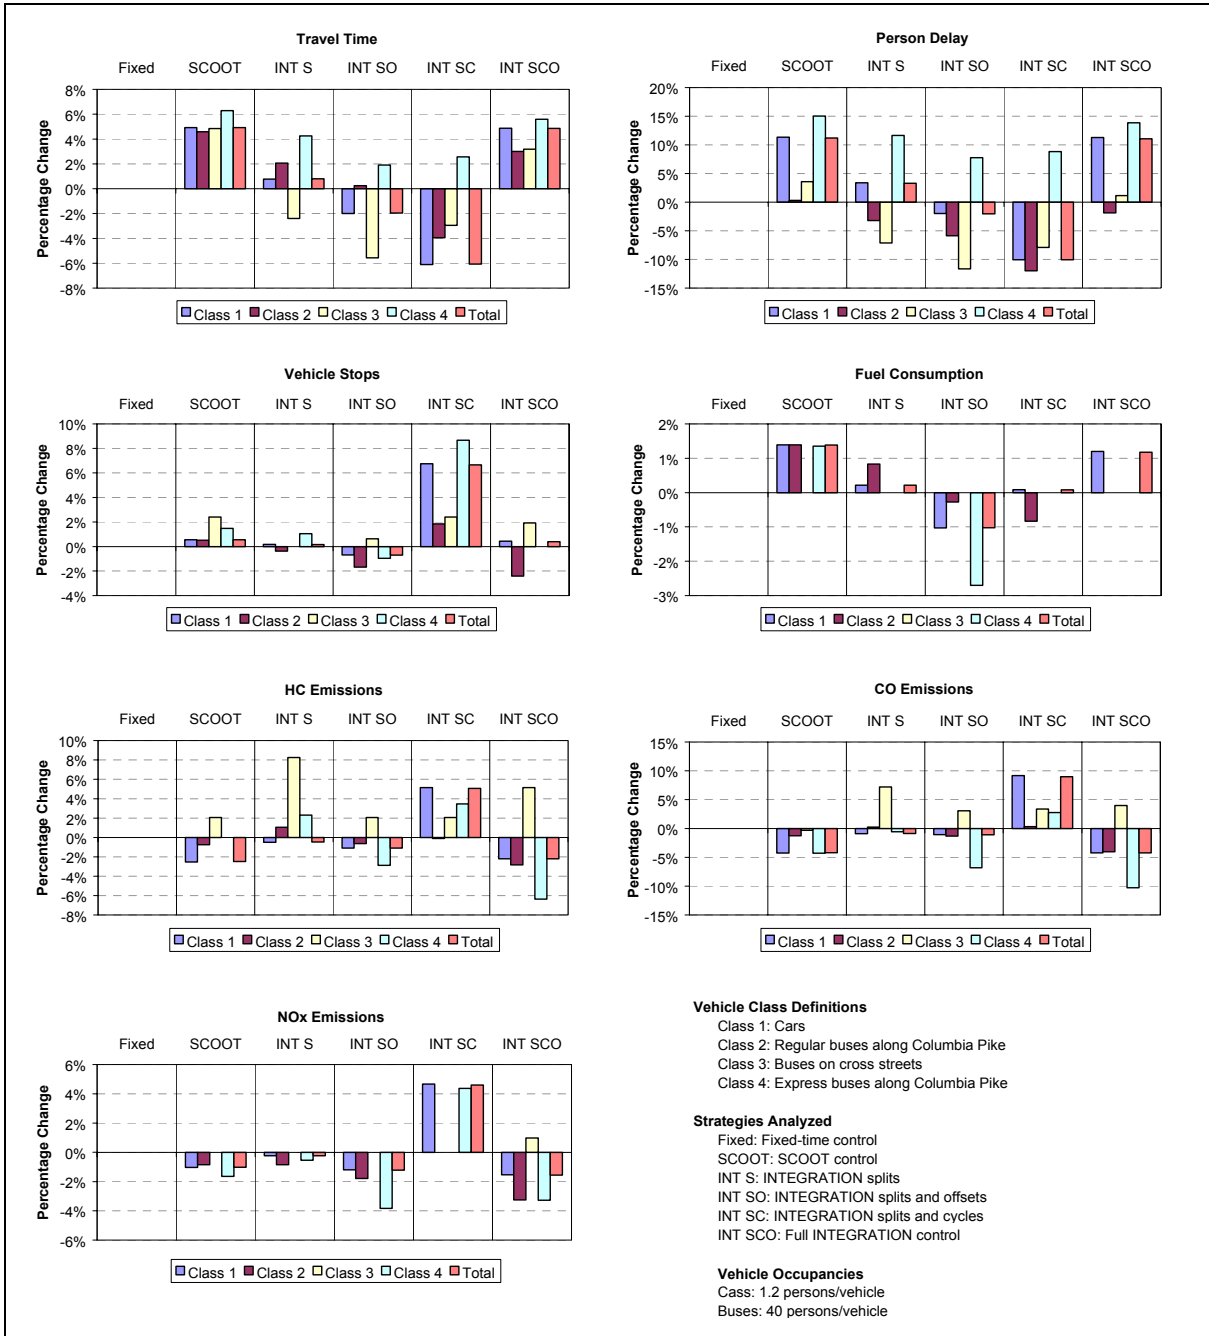 Travel Time
Fixed SCOOT INT S INT SO INT SC INT SCO
Percentage Change
8%
6%
4%
2%
0%
-2%
-4%
-6%
-8%
Class 1 Class 2 Class 3 Class 4 Total
Person Delay
Fixed SCOOT INT S INT SO INT SC INT SCO
Percentage Change
20%
15%
10%
5%
0%
-5%
-10%
-15%
Class 1 Class 2 Class 3 Class 4 Total
Vehicle Stops
Fixed SCOOT INT S INT SO INT SC INT SCO
Percentage Change
10%
8%
6%
4%
2%
0%
-2%
-4%
Class 1 Class 2 Class 3 Class 4 Total
Fuel Consumption
Fixed SCOOT INT S INT SO INT SC INT SCO
Percentage Change
2%
1%
0%
-1%
-2%
-3%
Class 1 Class 2 Class 3 Class 4 Total
HC Emissions
Fixed SCOOT INT S INT SO INT SC INT SCO
Percentage Change
10%
8%
6%
4%
2%
0%
-2%
-4%
-6%
-8%
Class 1 Class 2 Class 3 Class 4 Total
CO Emissions
Fixed SCOOT INT S INT SO INT SC INT SCO
Percentage Change
15%
10%
5%
0%
-5%
-10%
-15%
Class 1 Class 2 Class 3 Class 4 Total
NOx Emissions
Fixed SCOOT INT S INT SO INT SC INT SCO
Percentage Change
6%
4%
2%
0%
-2%
-4%
-6%
Class 1 Class 2 Class 3 Class 4 Total
Vehicle Class Definitions
Class 1: Cars
Class 2: Regular buses along Columbia Pike
Class 3: Buses on cross streets
Class 4: Express buses along Columbia Pike
Strategies Analyzed
Fixed: Fixed-time control
SCOOT: SCOOT control
INT S: INTEGRATION splits
INT SO: INTEGRATION splits and offsets
INT SC: INTEGRATION splits and cycles
INT SCO: Full INTEGRATION control
Vehicle Occupancies
Cass: 1.2 persons/vehicle
Buses: 40 persons/vehicle